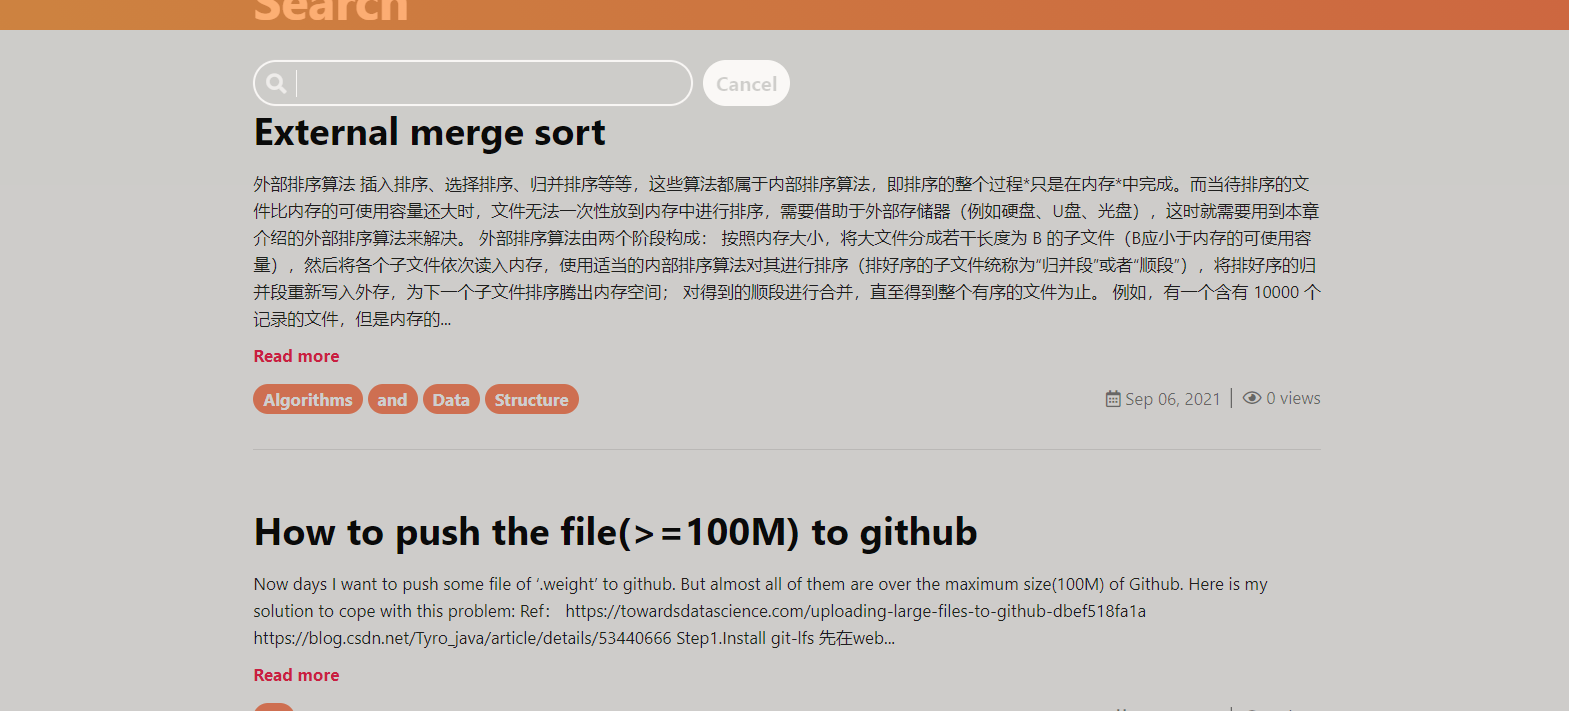 Search
Cancel
External merge sort
外部排序算法 插入排序、选择排序、归并排序等等，这些算法都属于内部排序算法，即排序的整个过程*只是在内存*中完成。而当待排序的文
件比内存的可使用容量还大时，文件无法一次性放到内存中进行排序，需要借助于外部存储器（例如硬盘、U盘、光盘），这时就需要用到本章
介绍的外部排序算法来解决。 外部排序算法由两个阶段构成： 按照内存大小，将大文件分成若干长度为 B 的子文件（B应小于内存的可使用容
量），然后将各个子文件依次读入内存，使用适当的内部排序算法对其进行排序（排好序的子文件统称为“归并段”或者“顺段”），将排好序的归
并段重新写入外存，为下一个子文件排序腾出内存空间； 对得到的顺段进行合并，直至得到整个有序的文件为止。 例如，有一个含有 10000 个
记录的文件，但是内存的...
Read more
Algorithms and Data Structure Sep 06, 2021 | 0 views
How to push the file(>=100M) to github
Now days I want to push some file of ‘.weight’ to github. But almost all of them are over the maximum size(100M) of Github. Here is my
solution to cope with this problem: Ref： https://towardsdatascience.com/uploading-large-files-to-github-dbef518fa1a
https://blog.csdn.net/Tyro_java/article/details/53440666 Step1.Install git-lfs 先在web...
Read more